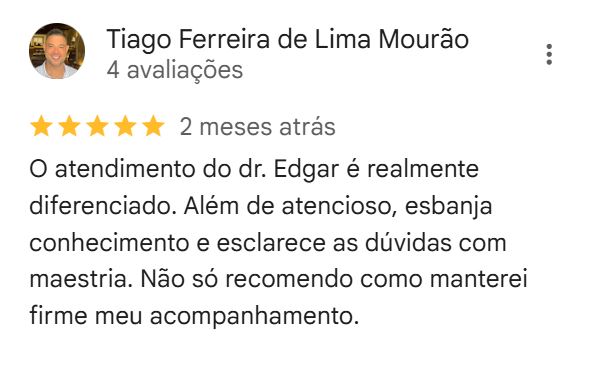 Tiago Ferreira de Lima Mourão
4 avaliações
2 meses atrás
O atendimento do dr. Edgar é realmente
diferenciado. Além de atencioso, esbanja
conhecimento e esclarece as dúvidas com
maestria. Não só recomendo como manterei
firme meu acompanhamento.